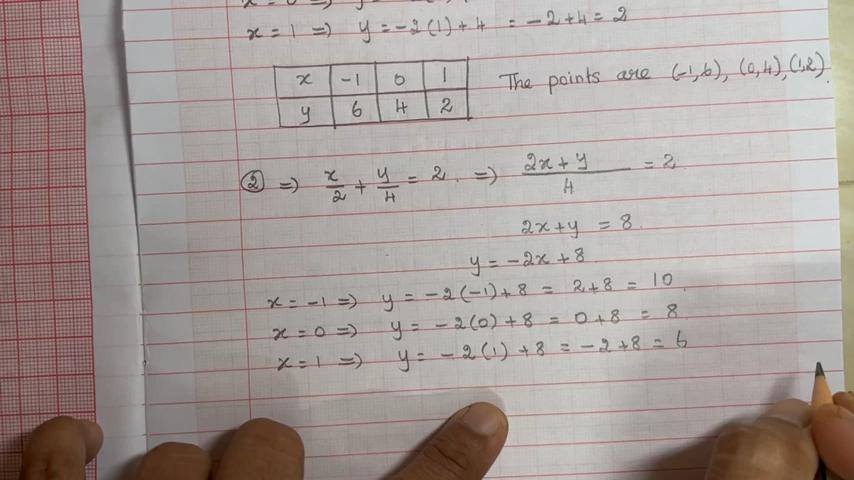 x = 1 ⇒ y = -2(1)+4 = -2+4 = 2
x -1 0 1
y 6 4 2
The points are (-1,6), (0,4), (1,2).
② ⇒ x/2 + y/4 = 2 ⇒ (2x+y)/4 = 2
2x+y = 8
y = -2x+8
x = -1 ⇒ y = -2(-1)+8 = 2+8 = 10
x = 0 ⇒ y = -2(0)+8 = 0+8 = 8
x = 1 ⇒ y = -2(1)+8 = -2+8 = 6